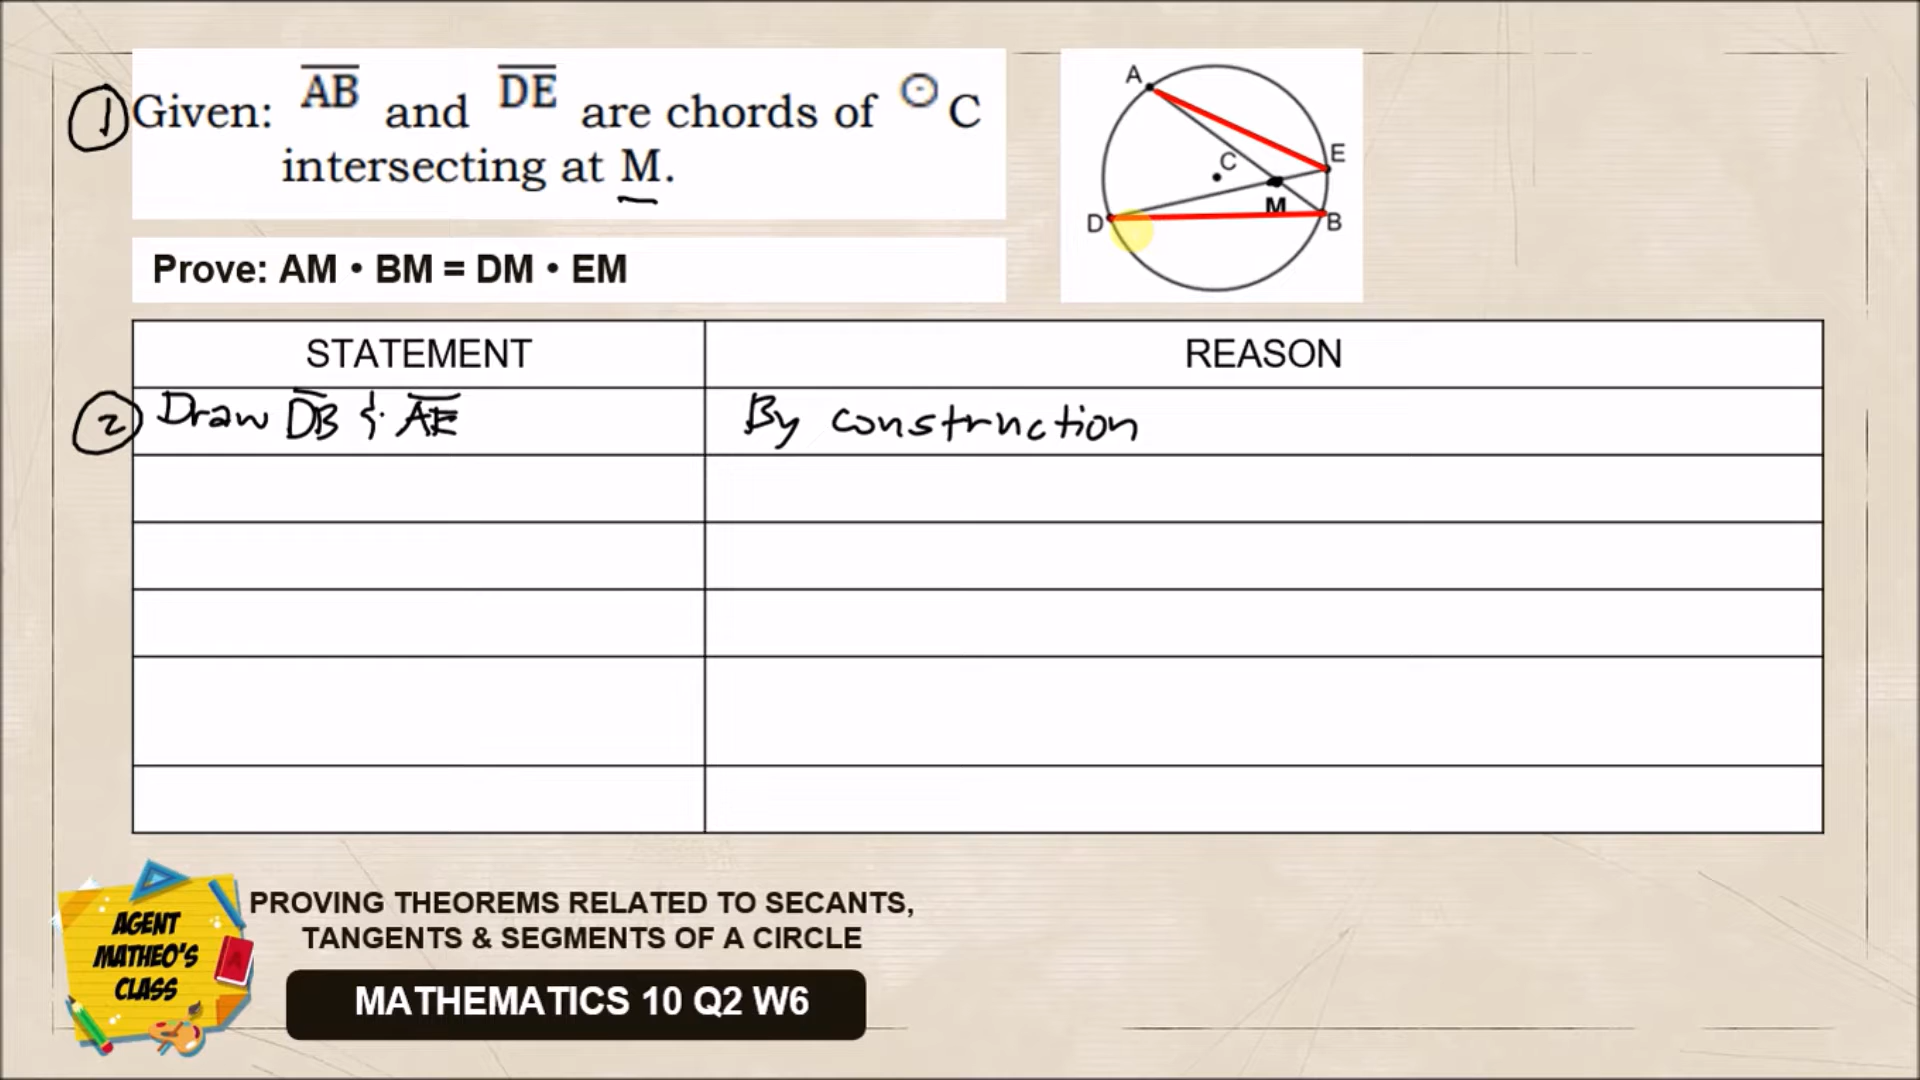 1 Given: AB and DE are chords of ⊙ C
intersecting at M.
A
E
C
M
D
B
Prove: AM • BM = DM • EM
STATEMENT REASON
2 Draw DB & AE By construction
AGENT
MATHEO'S
CLASS
A
PROVING THEOREMS RELATED TO SECANTS,
TANGENTS & SEGMENTS OF A CIRCLE
MATHEMATICS 10 Q2 W6